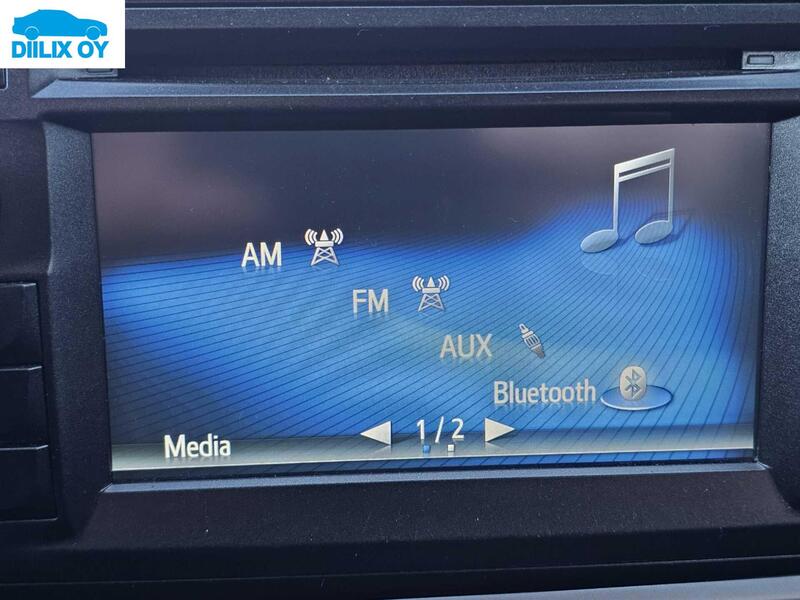 DIILIX OY
AM
FM
AUX
Bluetooth
Media
1/2